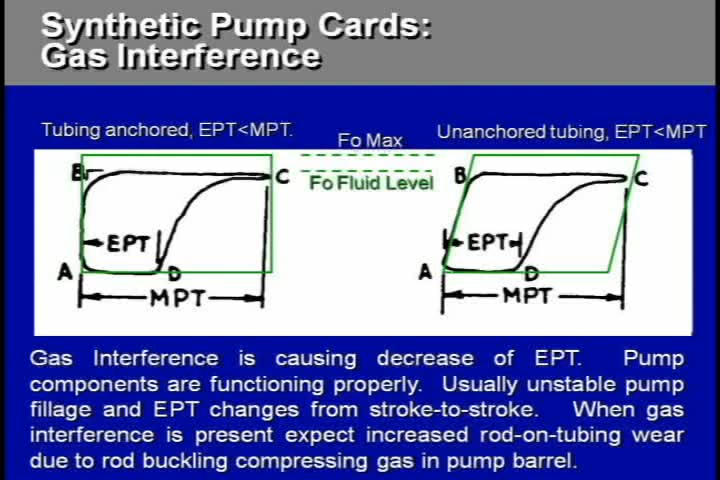 Synthetic Pump Cards:
Gas Interference
Tubing anchored, EPT<MPT.
Fo Max
Unanchored tubing, EPT<MPT
B
C
Fo Fluid Level
B
C
EPT
EPT
A
D
A
D
MPT
MPT
Gas Interference is causing decrease of EPT. Pump
components are functioning properly. Usually unstable pump
fillage and EPT changes from stroke-to-stroke. When gas
interference is present expect increased rod-on-tubing wear
due to rod buckling compressing gas in pump barrel.